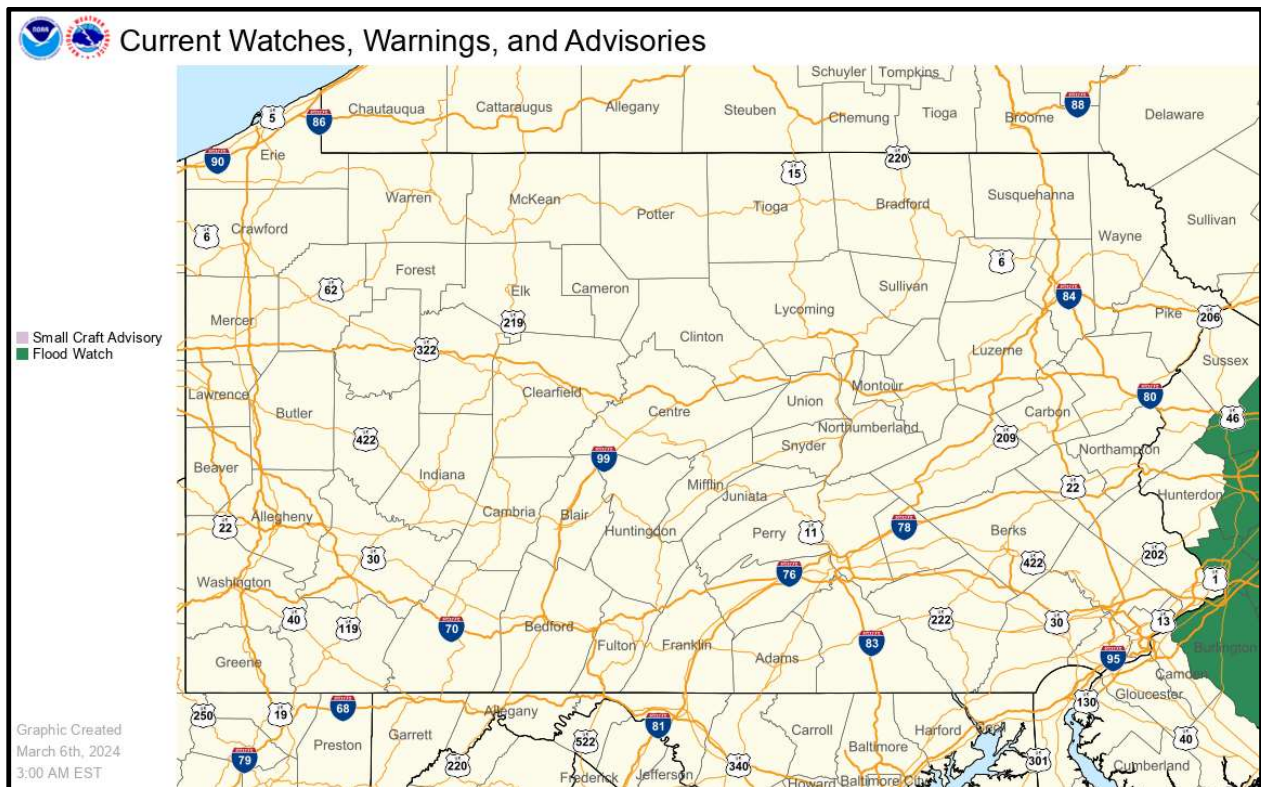 NOAA
Current Watches, Warnings, and Advisories
Schuyler Tompkins
Chautauqua Cattaraugus Allegany Steuben Chemung Tioga Broome 88 Delaware
5 86
90 Erie
220
15
Warren McKean Potter Tioga Bradford Susquehanna
Sullivan
6 Crawford Wayne
Forest 6
62 Elk Cameron Sullivan 84
Mercer 219 Lycoming Pike 206
Small Craft Advisory
Flood Watch
322 Clinton Luzerne Sussex
Lawrence Clearfield Montour 80
Butler Centre Union Carbon 46
422 Northumberland 209
Snyder Northampton
99
Beaver Indiana Mifflin 22
Juniata Hunterdon
22 Allegheny Cambria Blair Huntingdon Perry 11 78 Berks
30 422 202
Washington 76 1
40 119 70 Bedford Fulton Franklin 83 222 30 13
Greene Adams 95 Burlington
Camden
Gloucester
250 19 68 Allegany 81 130
Preston Garrett 522 Carroll Harford Cecil 40
79 220 340 Baltimore 301 Cumberland
Frederick Jefferson Howard Baltimore City
Graphic Created
March 6th, 2024
3:00 AM EST